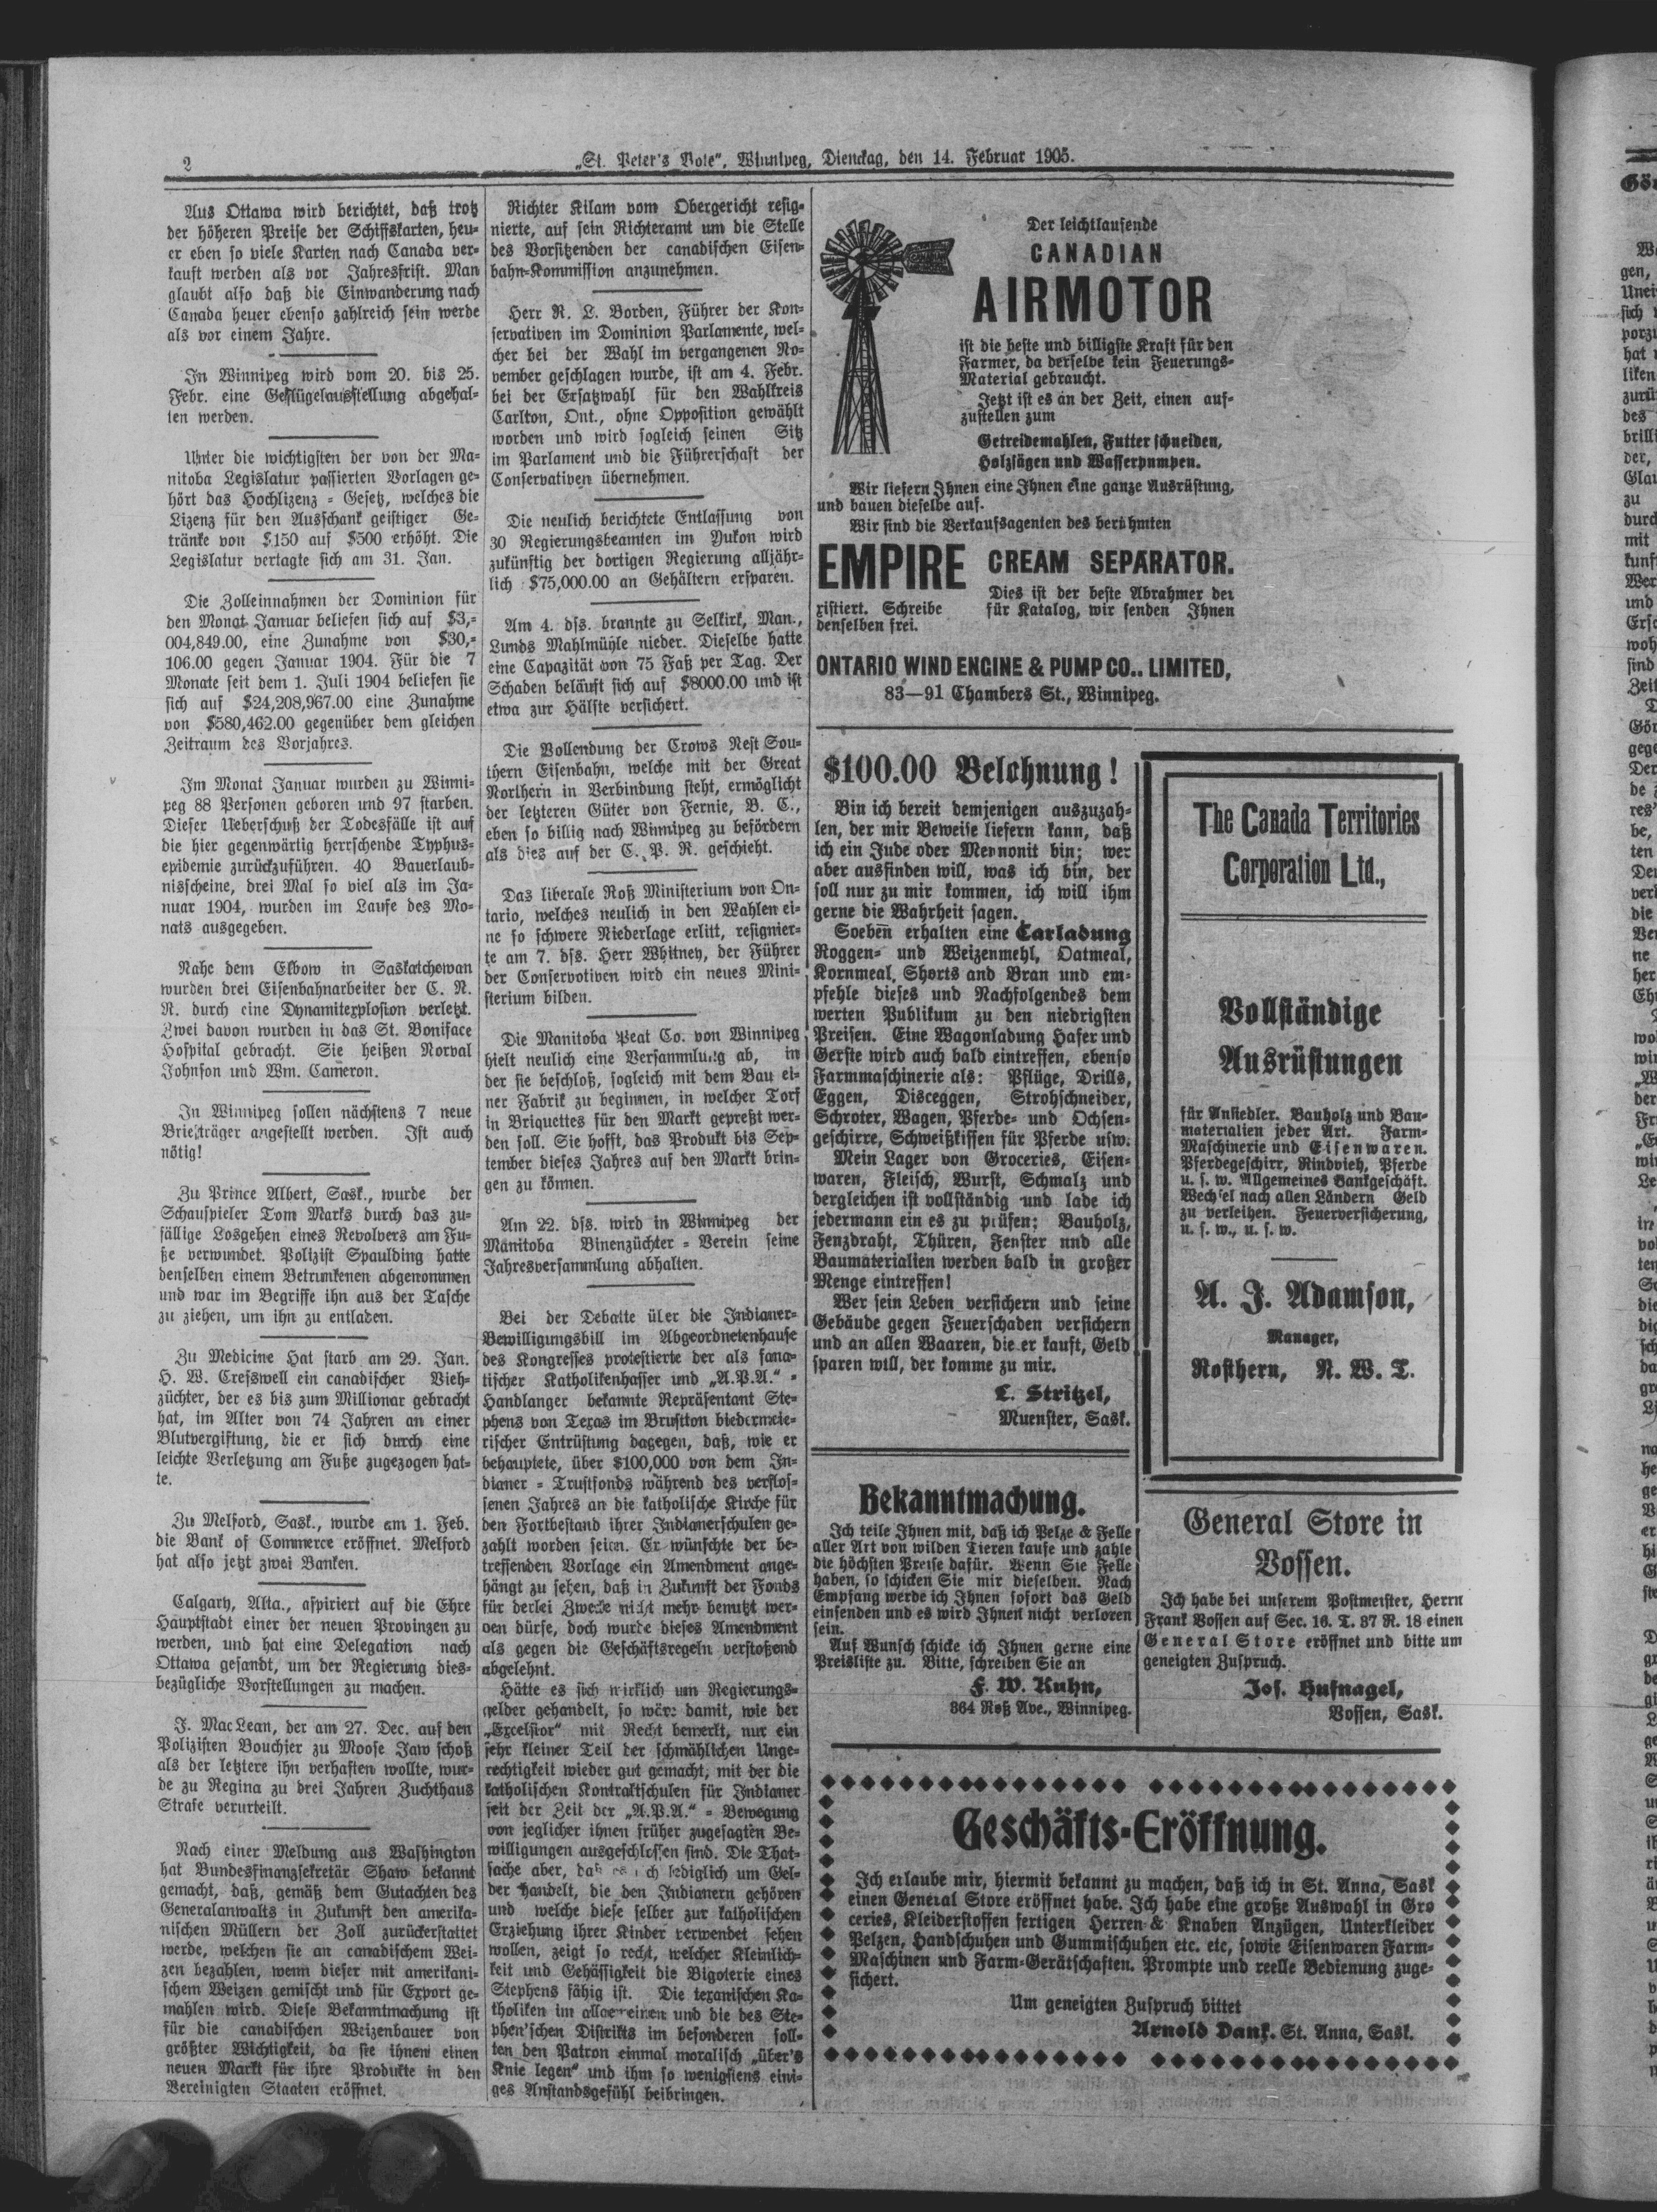 2
„St. Peter's Bote“, Winnipeg, Dienstag, den 14. Februar 1905.
Aus Ottawa wird berichtet, daß trotz
der höheren Preise der Schiffskarten, heu-
er eben so viele Karten nach Canada ver-
kauft werden als vor Jahresfrist. Man
glaubt also daß die Einwanderung nach
Canada heuer ebenso zahlreich sein werde
als vor einem Jahre.
In Winnipeg wird vom 20. bis 25.
Febr. eine Geflügelausstellung abgehal-
ten werden.
Unter die wichtigsten der von der Ma-
nitoba Legislatur passierten Vorlagen ge-
hört das Hochlizenz - Gesetz, welches die
Lizenz für den Ausschank geistiger Ge-
tränke von $150 auf $500 erhöht. Die
Legislatur vertagte sich am 31. Jan.
Die Zolleinnahmen der Dominion für
den Monat Januar beliefen sich auf $3,-
004,849.00, eine Zunahme von $30,-
106.00 gegen Januar 1904. Für die 7
Monate seit dem 1. Juli 1904 beliefen sie
sich auf $24,208,967.00 eine Zunahme
von $580,462.00 gegenüber dem gleichen
Zeitraum des Vorjahres.
Im Monat Januar wurden zu Winni-
peg 88 Personen geboren und 97 starben.
Dieser Ueberschuß der Todesfälle ist auf
die hier gegenwärtig herrschende Typhus-
epidemie zurückzuführen. 40 Bauerlaub-
nisscheine, drei Mal so viel als im Ja-
nuar 1904, wurden im Laufe des Mo-
nats ausgegeben.
Nahe dem Elbow in Saskatchewan
wurden drei Eisenbahnarbeiter der C. N.
R. durch eine Dynamitexplosion verletzt.
Zwei davon wurden in das St. Boniface
Hospital gebracht. Sie heißen Norval
Johnson und Wm. Cameron.
In Winnipeg sollen nächstens 7 neue
Briefträger angestellt werden. Ist auch
nötig!
Zu Prince Albert, Sask., wurde der
Schauspieler Tom Marks durch das zu-
fällige Losgehen eines Revolvers am Fu-
ße verwundet. Polizist Spaulding hatte
denselben einem Betrunkenen abgenommen
und war im Begriffe ihn aus der Tasche
zu ziehen, um ihn zu entladen.
Zu Medicine Hat starb am 29. Jan.
H. W. Cresswell ein canadischer Vieh-
züchter, der es bis zum Millionar gebracht
hat, im Alter von 74 Jahren an einer
Blutvergiftung, die er sich durch eine
leichte Verletzung am Fuße zugezogen hat-
te.
Zu Melford, Sask., wurde am 1. Feb.
die Bank of Commerce eröffnet. Melford
hat also jetzt zwei Banken.
Calgary, Alta., aspiriert auf die Ehre
Hauptstadt einer der neuen Provinzen zu
werden, und hat eine Delegation nach
Ottawa gesandt, um der Regierung dies-
bezügliche Vorstellungen zu machen.
J. MacLean, der am 27. Dec. auf den
Polizisten Bouchier zu Moose Jaw schoß
als der letztere ihn verhaften wollte, wur-
de zu Regina zu drei Jahren Zuchthaus
Strafe verurteilt.
Nach einer Meldung aus Washington
hat Bundesfinanzsekretär Shaw bekannt
gemacht, daß, gemäß dem Gutachten des
Generalanwalts in Zukunft den amerika-
nischen Müllern der Zoll zurückerstattet
werde, welchen sie an canadischem Wei-
zen bezahlen, wenn dieser mit amerikani-
schem Weizen gemischt und für Export ge-
mahlen wird. Diese Bekanntmachung ist
für die canadischen Weizenbauer von
größter Wichtigkeit, da sie ihnen einen
neuen Markt für ihre Produkte in den
Vereinigten Staaten eröffnet.
Richter Kilam vom Obergericht resig-
nierte, auf sein Richteramt um die Stelle
des Vorsitzenden der canadischen Eisen-
bahn-Kommission anzunehmen.
Herr R. L. Borden, Führer der Kon-
servativen im Dominion Parlamente, wel-
cher bei der Wahl im vergangenen No-
vember geschlagen wurde, ist am 4. Febr.
bei der Ersatzwahl für den Wahlkreis
Carlton, Ont., ohne Opposition gewählt
worden und wird sogleich seinen Sitz
im Parlament und die Führerschaft der
Conservativen übernehmen.
Die neulich berichtete Entlassung von
30 Regierungsbeamten im Yukon wird
zukünftig der dortigen Regierung alljähr-
lich $75,000.00 an Gehältern ersparen.
Am 4. dss. brannte zu Selkirk, Man.,
Lunds Mahlmühle nieder. Dieselbe hatte
eine Capazität von 75 Faß per Tag. Der
Schaden beläuft sich auf $8000.00 und ist
etwa zur Hälfte versichert.
Die Vollendung der Crows Nest Sou-
thern Eisenbahn, welche mit der Great
Northern in Verbindung steht, ermöglicht
der letzteren Güter von Fernie, B. C.,
eben so billig nach Winnipeg zu befördern
als dies auf der C. P. R. geschieht.
Das liberale Roß Ministerium von On-
tario, welches neulich in den Wahlen ei-
ne so schwere Niederlage erlitt, resignier-
te am 7. dss. Herr Whitney, der Führer
der Conservotiven wird ein neues Mini-
sterium bilden.
Die Manitoba Peat Co. von Winnipeg
hielt neulich eine Versammlung ab, in
der sie beschloß, sogleich mit dem Bau ei-
ner Fabrik zu beginnen, in welcher Torf
in Briquettes für den Markt gepreßt wer-
den soll. Sie hofft, das Produkt bis Sep-
tember dieses Jahres auf den Markt brin-
gen zu können.
Am 22. dss. wird in Winnipeg der
Manitoba Binenzüchter - Verein seine
Jahresversammlung abhalten.
Bei der Debatte über die Indianer-
Bewilligungsbill im Abgeordnetenhause
des Kongresses protestierte der als fana-
tischer Katholikenhasser und „A.P.A.“ -
Handlanger bekannte Repräsentant Ste-
phens von Texas im Brustton biedermeie-
rischer Entrüstung dagegen, daß, wie er
behauptete, über $100,000 von dem In-
dianer - Trustfonds während des verflos-
senen Jahres an die katholische Kirche für
den Fortbestand ihrer Indianerschulen ge-
zahlt worden seien. Er wünschte der be-
treffenden Vorlage ein Amendment ange-
hängt zu sehen, daß in Zukunft der Fonds
für derlei Zwecke nicht mehr benutzt wer-
den dürfe, doch wurde dieses Amendment
als gegen die Geschäftsregeln verstoßend
abgelehnt.
Hätte es sich wirklich um Regierungs-
gelder gehandelt, so wäre damit, wie der
„Excelsior“ mit Recht bemerkt, nur ein
sehr kleiner Teil der schmählichen Unge-
rechtigkeit wieder gut gemacht, mit der die
katholischen Kontraktschulen für Indianer
seit der Zeit der „A.P.A.“ - Bewegung
von jeglicher ihnen früher zugesagten Be-
willigungen ausgeschlossen sind. Die That-
sache aber, daß es sich lediglich um Gel-
der handelt, die den Indianern gehören
und welche diese selber zur katholischen
Erziehung ihrer Kinder verwendet sehen
wollen, zeigt so recht, welcher Kleinlich-
keit und Gehässigkeit die Bigoterie eines
Stephens fähig ist. Die texanischen Ka-
tholiken im allgemeinen und die des Ste-
phen'schen Distrikts im besonderen soll-
ten den Patron einmal moralisch „über's
Knie legen“ und ihm so wenigstens eini-
ges Anstandsgefühl beibringen.
Der leichtlaufende
CANADIAN
AIRMOTOR
ist die beste und billigste Kraft für den
Farmer, da derselbe kein Feuerungs-
Material gebraucht.
Jetzt ist es an der Zeit, einen auf-
zustellen zum
Getreidemahlen, Futter schneiden,
Holzsägen und Wasserpumpen.
Wir liefern Ihnen eine Ihnen eine ganze Ausrüstung,
und bauen dieselbe auf.
Wir sind die Verkaufsagenten des berühmten
EMPIRE CREAM SEPARATOR.
Dies ist der beste Abrahmer der
existiert. Schreibe für Katalog, wir senden Ihnen
denselben frei.
ONTARIO WIND ENGINE & PUMP CO.. LIMITED,
83—91 Chambers St., Winnipeg.
$100.00 Belohnung!
Bin ich bereit demjenigen auszuzah-
len, der mir Beweise liefern kann, daß
ich ein Jude oder Mennonit bin; wer
aber ausfinden will, was ich bin, der
soll nur zu mir kommen, ich will ihm
gerne die Wahrheit sagen.
Soeben erhalten eine Carladung
Roggen- und Weizenmehl, Oatmeal,
Kornmeal, Shorts and Bran und em-
pfehle dieses und Nachfolgendes dem
werten Publikum zu den niedrigsten
Preisen. Eine Wagonladung Hafer und
Gerste wird auch bald eintreffen, ebenso
Farmmaschinerie als: Pflüge, Drills,
Eggen, Disceggen, Strohschneider,
Schroter, Wagen, Pferde- und Ochsen-
geschirre, Schweißkissen für Pferde usw.
Mein Lager von Groceries, Eisen-
waren, Fleisch, Wurst, Schmalz und
dergleichen ist vollständig und lade ich
jedermann ein es zu prüfen; Bauholz,
Fenzdraht, Thüren, Fenster und alle
Baumaterialien werden bald in großer
Menge eintreffen!
Wer sein Leben versichern und seine
Gebäude gegen Feuerschaden versichern
und an allen Waaren, die er kauft, Geld
sparen will, der komme zu mir.
C. Stritzel,
Muenster, Sask.
The Canada Territories
Corporation Ltd.,
Vollständige
Ausrüstungen
für Ansiedler. Bauholz und Bau-
materialien jeder Art. Farm-
Maschinerie und Eisenwaren.
Pferdegeschirr, Rindvieh, Pferde
u. s. w. Allgemeines Bankgeschäft.
Wechsel nach allen Ländern Geld
zu verleihen. Feuerversicherung,
u. s. w., u. s. w.
A. J. Adamson,
Manager,
Rosthern, N. W. T.
Bekanntmachung.
Ich teile Ihnen mit, daß ich Pelze & Felle
aller Art von wilden Tieren kaufe und zahle
die höchsten Preise dafür. Wenn Sie Felle
haben, so schicken Sie mir dieselben. Nach
Empfang werde ich Ihnen sofort das Geld
einsenden und es wird Ihnen nicht verloren
sein.
Auf Wunsch schicke ich Ihnen gerne eine
Preisliste zu. Bitte, schreiben Sie an
F. W. Kuhn,
364 Roß Ave., Winnipeg.
General Store in
Vossen.
Ich habe bei unserem Postmeister, Herrn
Frank Vossen auf Sec. 16. T. 37 R. 18 einen
General Store eröffnet und bitte um
geneigten Zuspruch.
Jos. Hufnagel,
Vossen, Sask.
Geschäfts-Eröffnung.
Ich erlaube mir, hiermit bekannt zu machen, daß ich in St. Anna, Sask
einen General Store eröffnet habe. Ich habe eine große Auswahl in Gro
ceries, Kleiderstoffen fertigen Herren & Knaben Anzügen, Unterkleider
Pelzen, Handschuhen und Gummischuhen etc. etc, sowie Eisenwaren Farm-
Maschinen und Farm-Gerätschaften. Prompte und reelle Bedienung zuge-
sichert.
Um geneigten Zuspruch bittet
Arnold Dank. St. Anna, Sask.